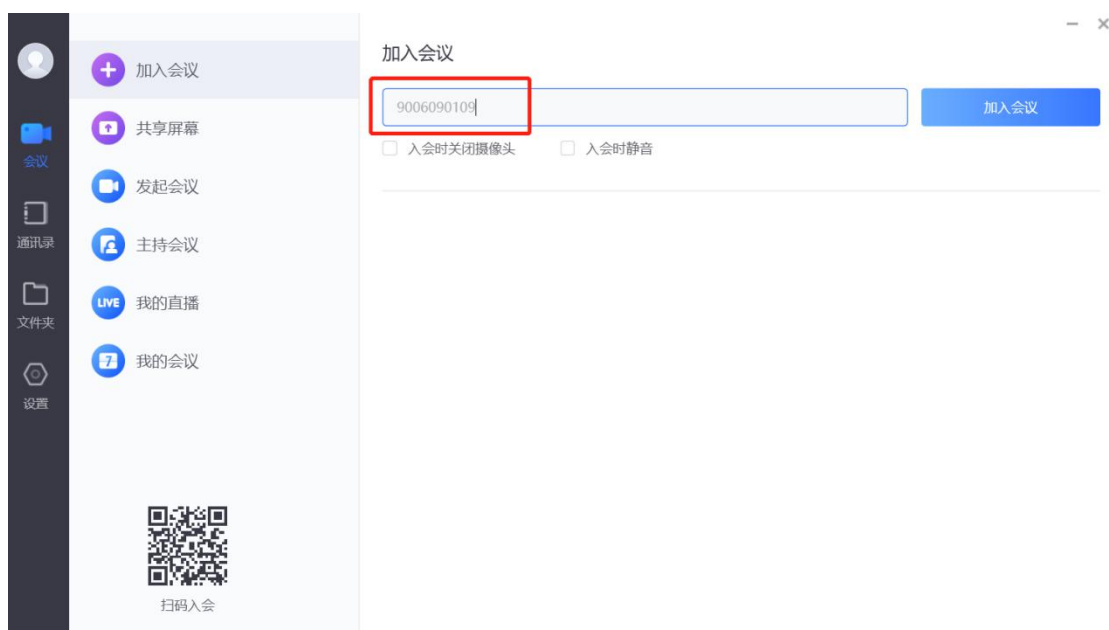 会议
通讯录
文件夹
设置
加入会议
共享屏幕
发起会议
主持会议
LIVE
我的直播
7
我的会议
扫码入会
加入会议
9006090109
加入会议
入会时关闭摄像头
入会时静音